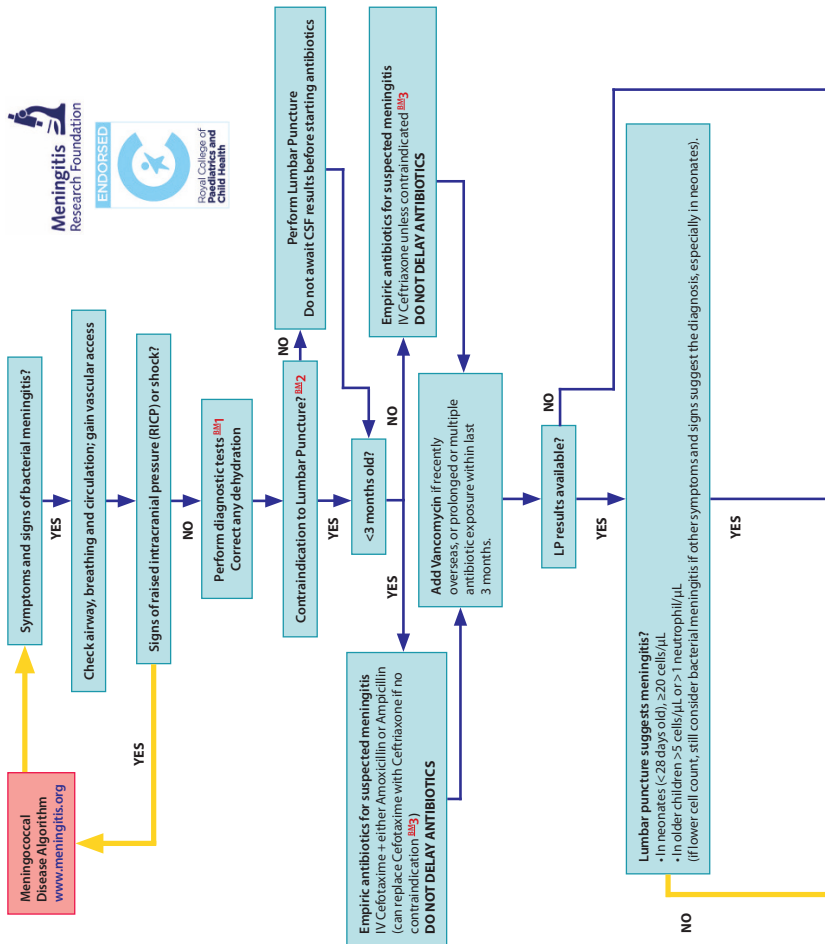 Meningitis
Research Foundation
ENDORSED
Royal College of
Paediatrics and
Child Health
Meningococcal
Disease Algorithm
www.meningitis.org
Symptoms and signs of bacterial meningitis?
YES
Check airway, breathing and circulation; gain vascular access
Signs of raised intracranial pressure (RICP) or shock?
YES
NO
Perform diagnostic tests BM1
Correct any dehydration
Contraindication to Lumbar Puncture? BM2
NO
Perform Lumbar Puncture
Do not await CSF results before starting antibiotics
YES
<3 months old?
YES
NO
Empiric antibiotics for suspected meningitis
IV Cefotaxime + either Amoxicillin or Ampicillin
(can replace Cefotaxime with Ceftriaxone if no
contraindication BM3)
DO NOT DELAY ANTIBIOTICS
Empiric antibiotics for suspected meningitis
IV Ceftriaxone unless contraindicated BM3
DO NOT DELAY ANTIBIOTICS
Add Vancomycin if recently
overseas, or prolonged or multiple
antibiotic exposure within last
3 months.
LP results available?
NO
YES
Lumbar puncture suggests meningitis?
• In neonates (<28 days old), ≥20 cells/µL
• In older children >5 cells/µL or >1 neutrophil/µL
(if lower cell count, still consider bacterial meningitis if other symptoms and signs suggest the diagnosis, especially in neonates).
NO
YES